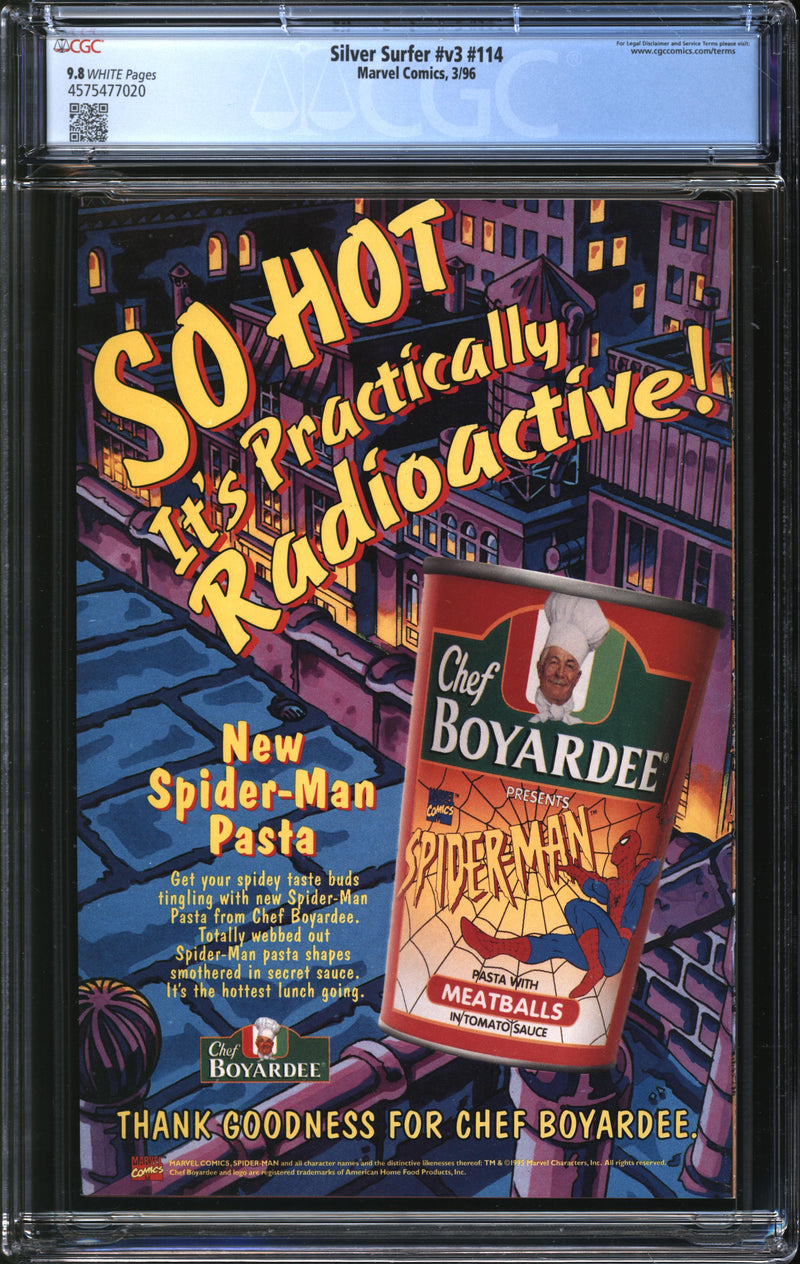 CGC
9.8 WHITE Pages
4575477020
Silver Surfer #v3 #114
Marvel Comics, 3/96
For Legal Disclaimer and Service Terms please visit:
www.cgccomics.com/terms
CGC
SO HOT
It's Practically
Radioactive!
Chef
BOYARDEE®
PRESENTS
MARVEL
COMICS
SPIDER-MAN™
PASTA WITH
MEATBALLS
IN TOMATO SAUCE
New
Spider-Man
Pasta
Get your spidey taste buds
tingling with new Spider-Man
Pasta from Chef Boyardee.
Totally webbed out
Spider-Man pasta shapes
smothered in secret sauce.
It's the hottest lunch going.
Chef
BOYARDEE
THANK GOODNESS FOR CHEF BOYARDEE.
MARVEL
COMICS
MARVEL COMICS, SPIDER-MAN and all character names and the distinctive likenesses thereof: TM & ©1995 Marvel Characters, Inc. All rights reserved.
Chef Boyardee and logo are registered trademarks of American Home Food Products, Inc.